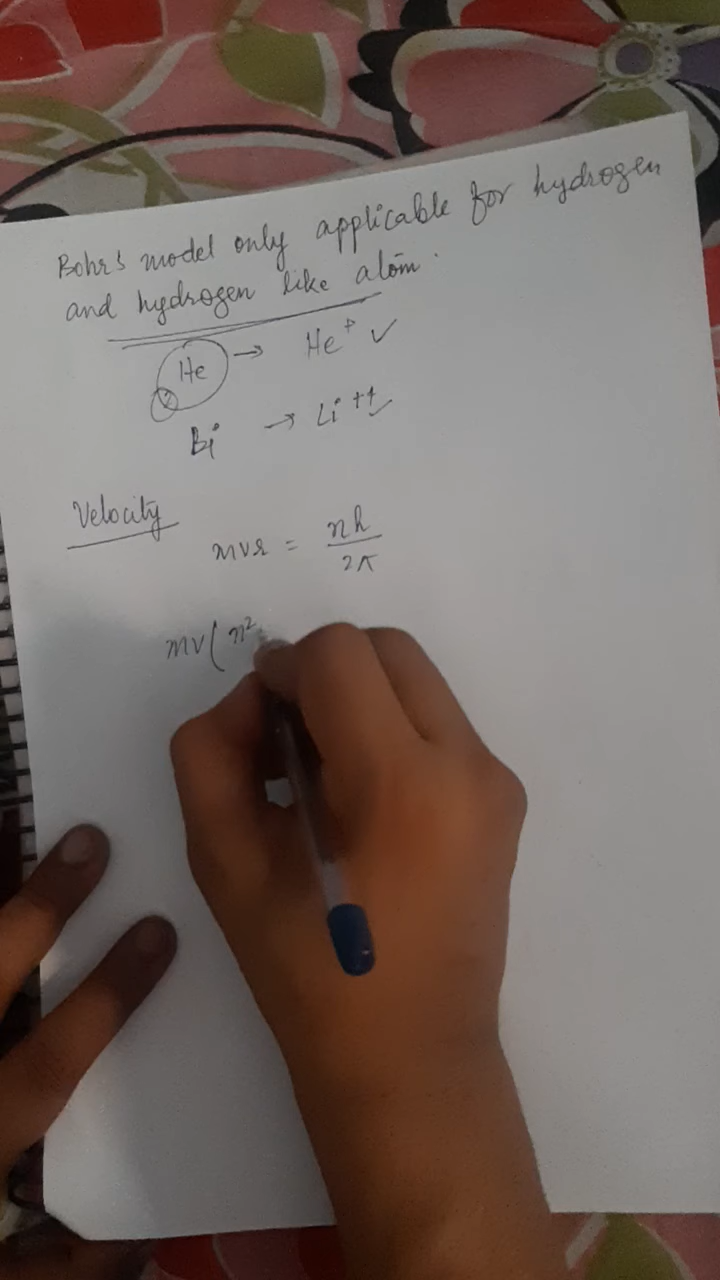 Bohr's model only applicable for hydrogen
and hydrogen like atom.
He → He⁺ ✓
→ Li⁺⁺ ✓
Velocity
mvr = nh/2π
mv(n²